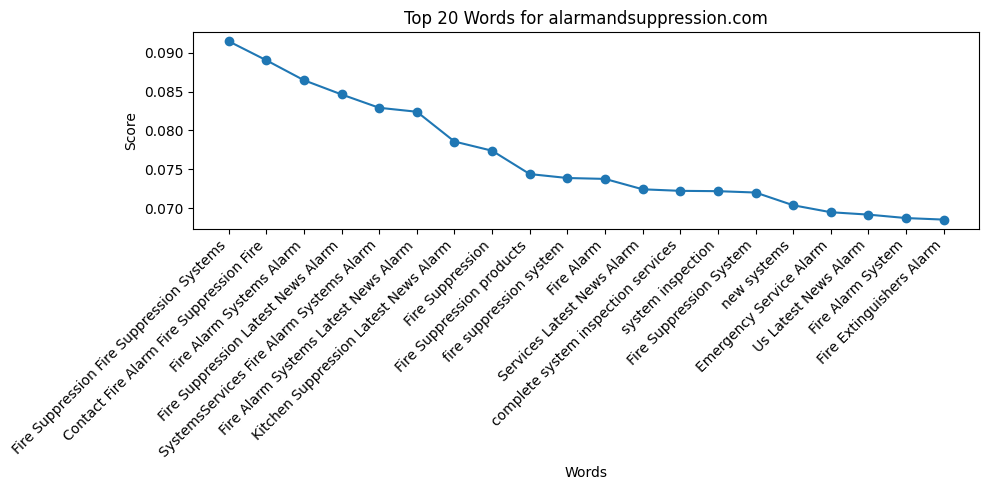 Top 20 Words for alarmandsuppression.com
Score
0.090
0.085
0.080
0.075
0.070
Fire Suppression Fire Suppression Systems
Contact Fire Alarm Fire Suppression Fire
Fire Alarm Systems Alarm
Fire Suppression Latest News Alarm
SystemsServices Fire Alarm Systems Alarm
Fire Alarm Systems Latest News Alarm
Kitchen Suppression Latest News Alarm
Fire Suppression
Fire Suppression products
fire suppression system
Fire Alarm
Services Latest News Alarm
complete system inspection services
system inspection
Fire Suppression System
new systems
Emergency Service Alarm
Us Latest News Alarm
Fire Alarm System
Fire Extinguishers Alarm
Words